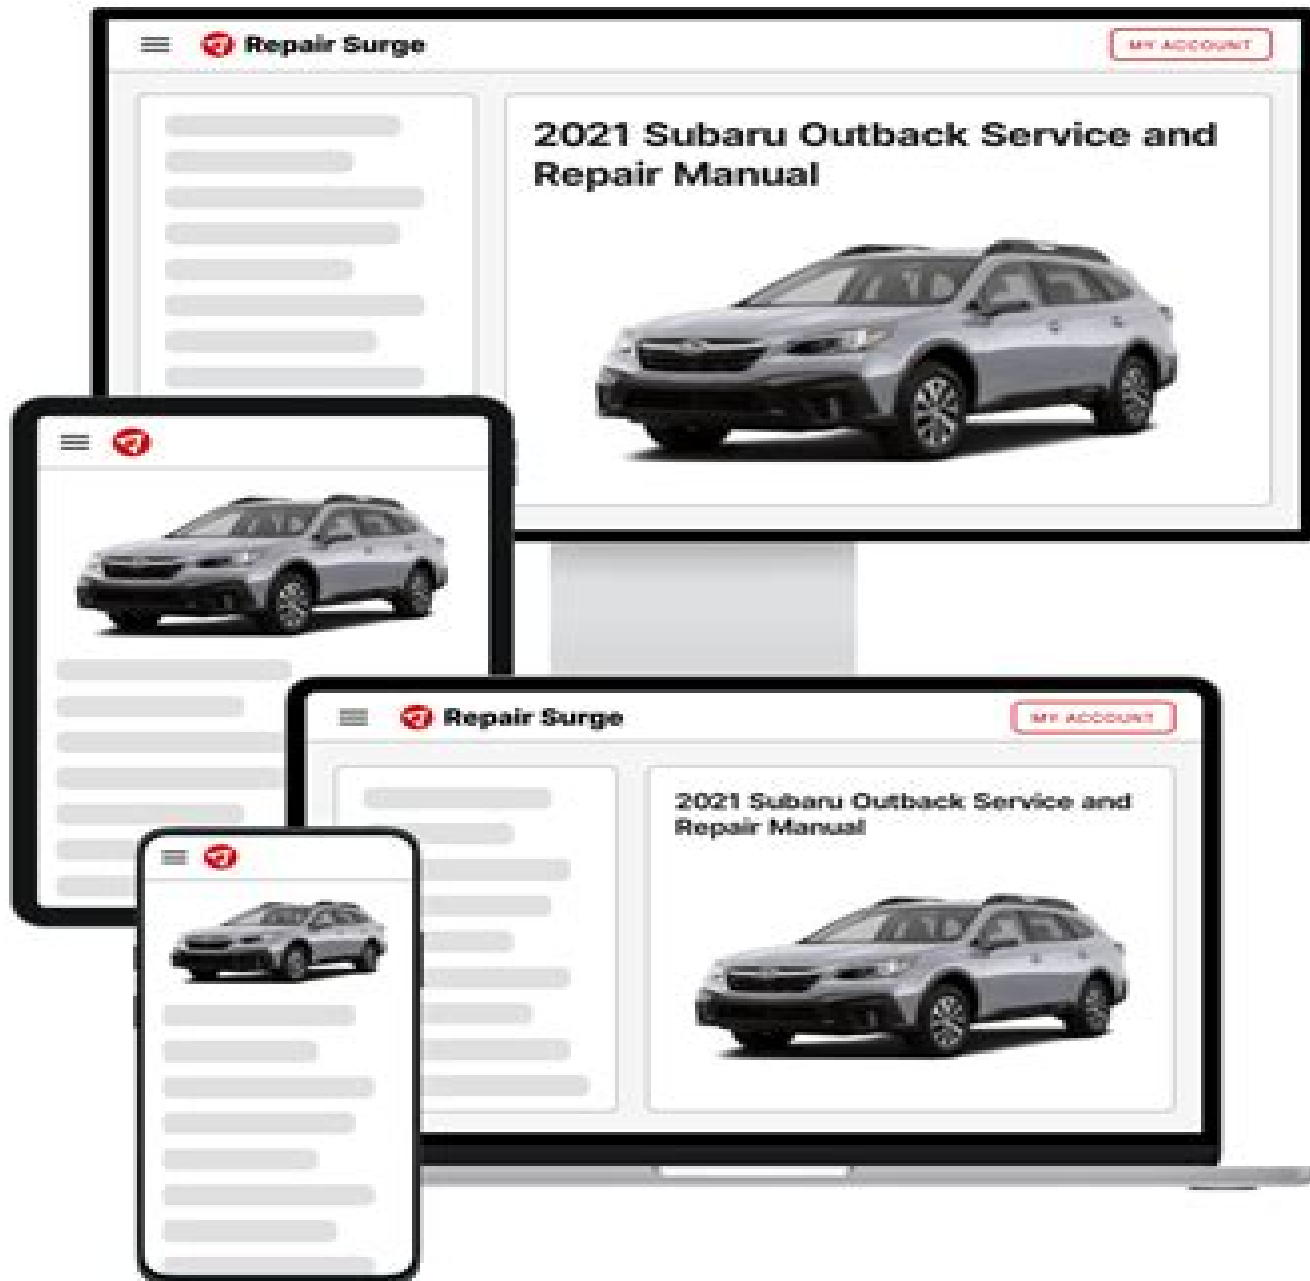 Repair Surge
MY ACCOUNT
2021 Subaru Outback Service and
Repair Manual
Repair Surge
MY ACCOUNT
2021 Subaru Outback Service and
Repair Manual